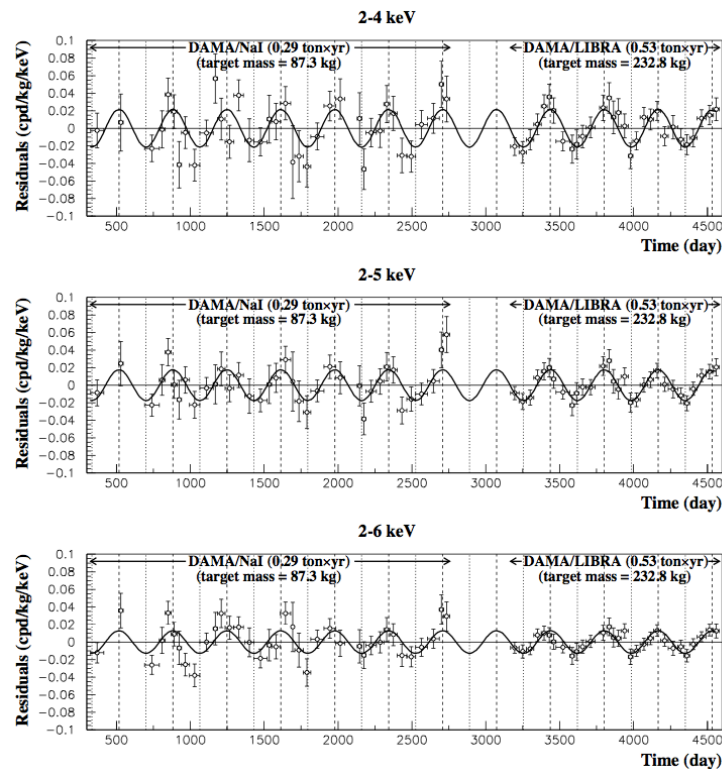 2-4 keV
Residuals (cpd/kg/keV)
0.1
0.08
0.06
0.04
0.02
0
-0.02
-0.04
-0.06
-0.08
-0.1
DAMA/NaI (0.29 ton×yr)
(target mass = 87.3 kg)
DAMA/LIBRA (0.53 ton×yr)
(target mass = 232.8 kg)
500 1000 1500 2000 2500 3000 3500 4000 4500
Time (day)
2-5 keV
Residuals (cpd/kg/keV)
0.1
0.08
0.06
0.04
0.02
0
-0.02
-0.04
-0.06
-0.08
-0.1
DAMA/NaI (0.29 ton×yr)
(target mass = 87.3 kg)
DAMA/LIBRA (0.53 ton×yr)
(target mass = 232.8 kg)
500 1000 1500 2000 2500 3000 3500 4000 4500
Time (day)
2-6 keV
Residuals (cpd/kg/keV)
0.1
0.08
0.06
0.04
0.02
0
-0.02
-0.04
-0.06
-0.08
-0.1
DAMA/NaI (0.29 ton×yr)
(target mass = 87.3 kg)
DAMA/LIBRA (0.53 ton×yr)
(target mass = 232.8 kg)
500 1000 1500 2000 2500 3000 3500 4000 4500
Time (day)